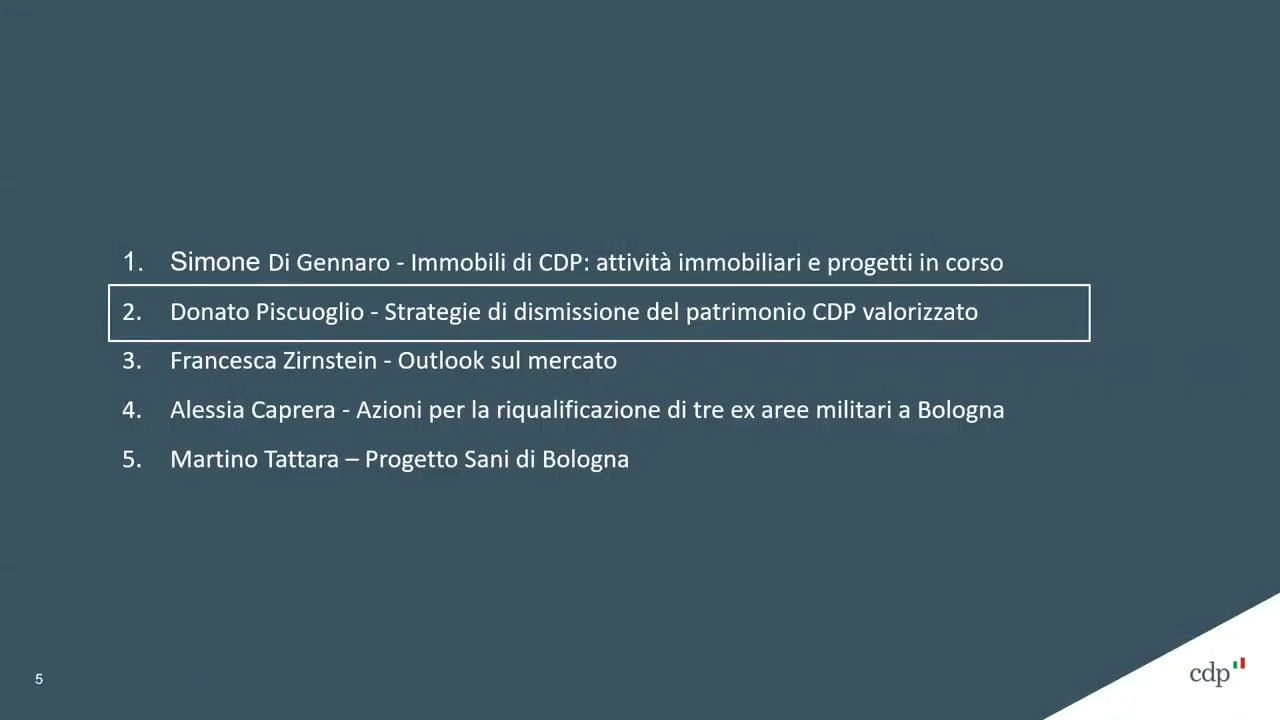 1. Simone Di Gennaro - Immobili di CDP: attività immobiliari e progetti in corso
2. Donato Piscuoglio - Strategie di dismissione del patrimonio CDP valorizzato
3. Francesca Zirnstein - Outlook sul mercato
4. Alessia Caprera - Azioni per la riqualificazione di tre ex aree militari a Bologna
5. Martino Tattara – Progetto Sani di Bologna
5
cdp